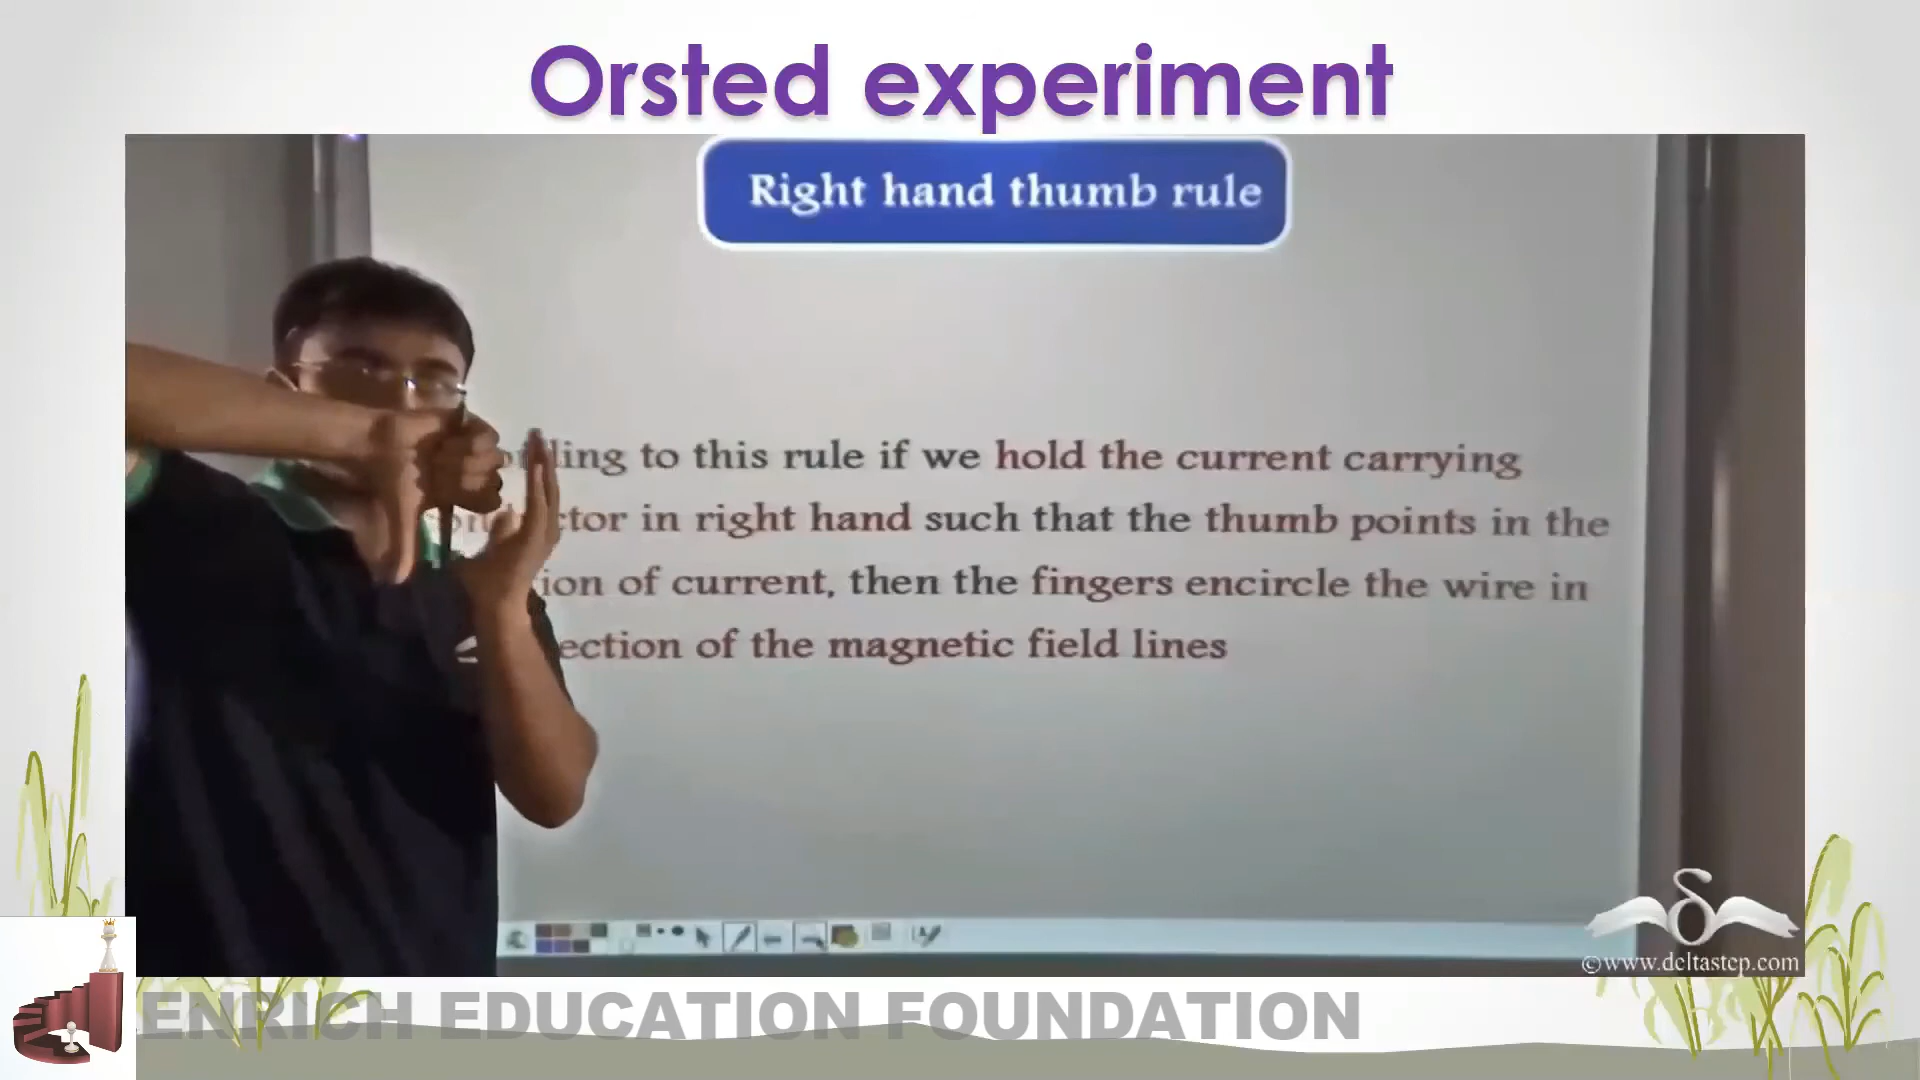 Orsted experiment
Right hand thumb rule
ding to this rule if we hold the current carrying
ctor in right hand such that the thumb points in the
ion of current, then the fingers encircle the wire in
ection of the magnetic field lines
©www.deltastep.com
ENRICH EDUCATION FOUNDATION